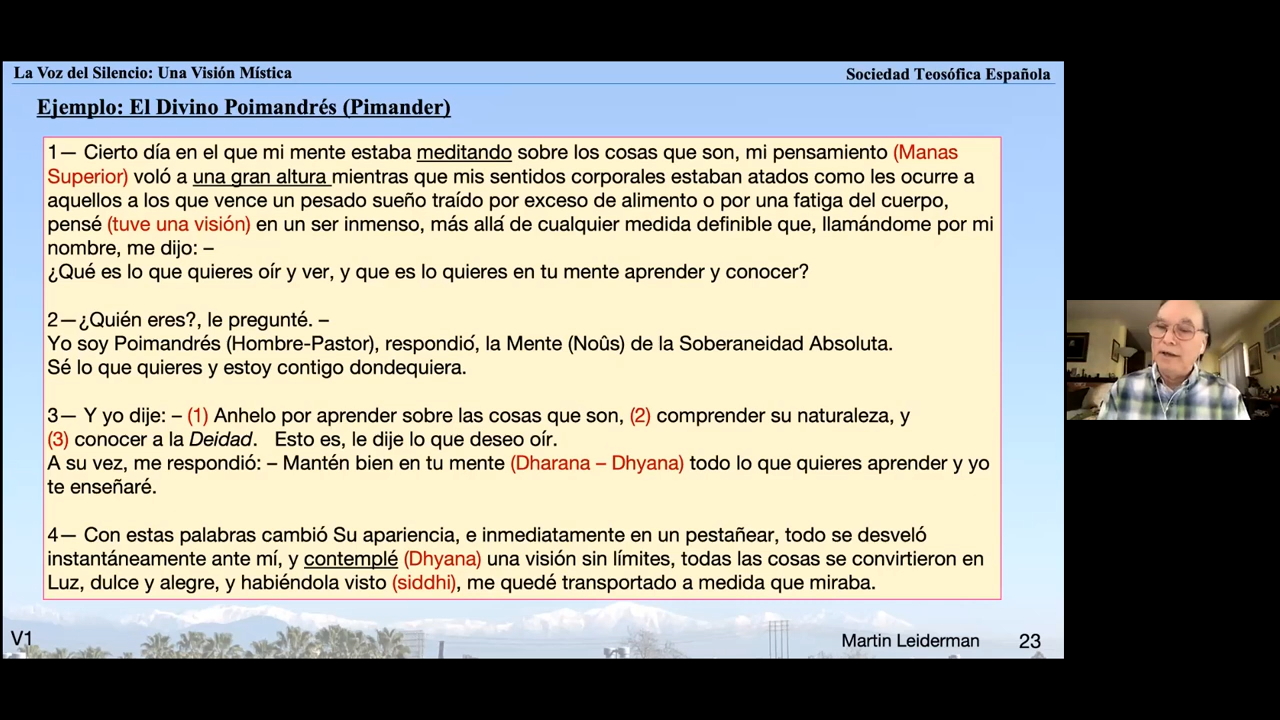 La Voz del Silencio: Una Visión Mística
Sociedad Teosófica Española
Ejemplo: El Divino Poimandrés (Pimander)
1— Cierto día en el que mi mente estaba meditando sobre los cosas que son, mi pensamiento (Manas
Superior) voló a una gran altura mientras que mis sentidos corporales estaban atados como les ocurre a
aquellos a los que vence un pesado sueño traído por exceso de alimento o por una fatiga del cuerpo,
pensé (tuve una visión) en un ser inmenso, más allá de cualquier medida definible que, llamándome por mi
nombre, me dijo: –
¿Qué es lo que quieres oír y ver, y que es lo quieres en tu mente aprender y conocer?
2—¿Quién eres?, le pregunté. –
Yo soy Poimandrés (Hombre-Pastor), respondió, la Mente (Noûs) de la Soberaneidad Absoluta.
Sé lo que quieres y estoy contigo dondequiera.
3— Y yo dije: – (1) Anhelo por aprender sobre las cosas que son, (2) comprender su naturaleza, y
(3) conocer a la Deidad. Esto es, le dije lo que deseo oír.
A su vez, me respondió: – Mantén bien en tu mente (Dharana – Dhyana) todo lo que quieres aprender y yo
te enseñaré.
4— Con estas palabras cambió Su apariencia, e inmediatamente en un pestañear, todo se desveló
instantáneamente ante mí, y contemplé (Dhyana) una visión sin límites, todas las cosas se convirtieron en
Luz, dulce y alegre, y habiéndola visto (siddhi), me quedé transportado a medida que miraba.
V1
Martin Leiderman 23